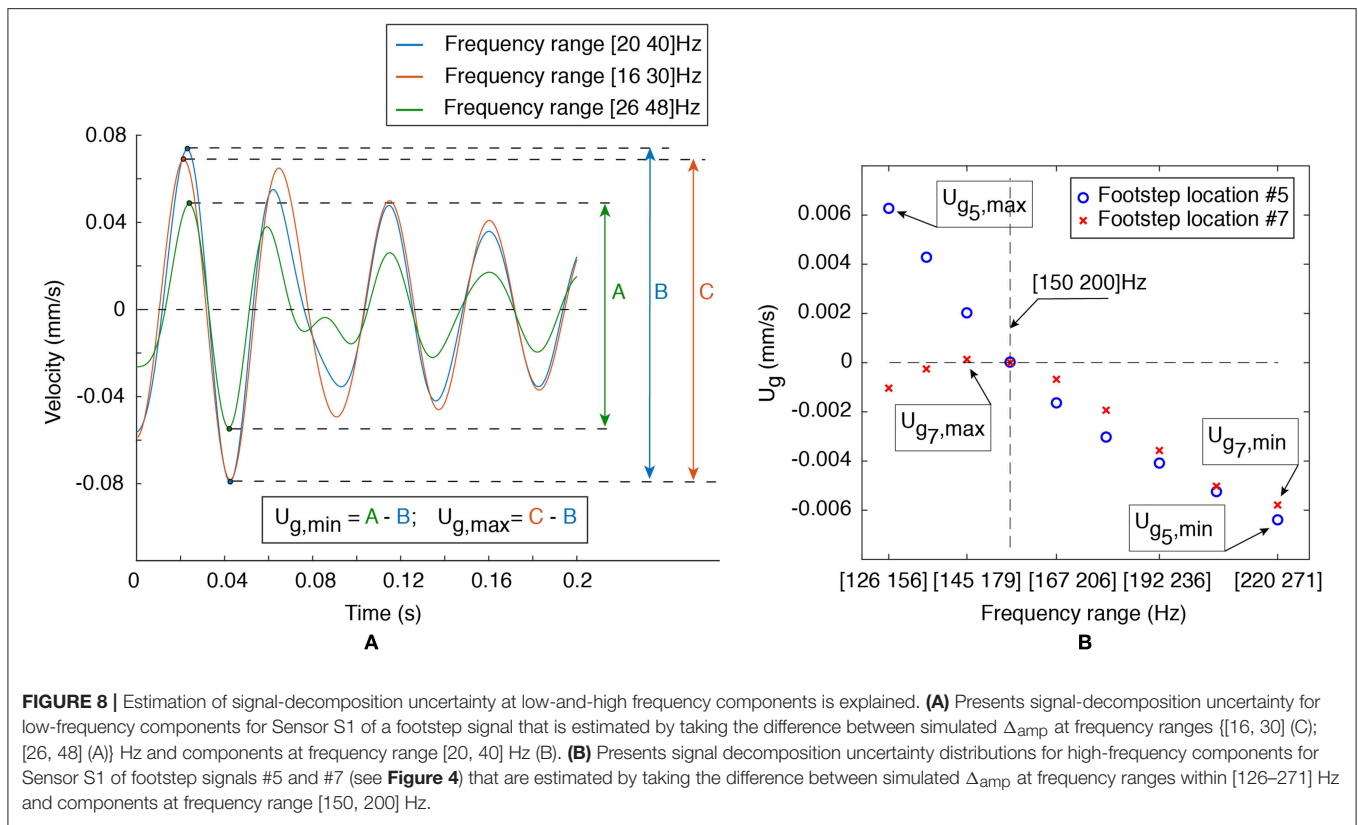 Frequency range [20 40]Hz
Frequency range [16 30]Hz
Frequency range [26 48]Hz
0.08
0.04
0
-0.04
-0.08
Velocity (mm/s)
A
B
C
U_g,min = A - B; U_g,max= C - B
0
0.04
0.08
0.12
0.16
0.2
Time (s)
A
0.006
0.004
0.002
0
-0.002
-0.004
-0.006
U_g (mm/s)
U_g5,max
Footstep location #5
Footstep location #7
[150 200]Hz
U_g7,max
U_g7,min
U_g5,min
[126 156]
[145 179]
[167 206]
[192 236]
[220 271]
Frequency range (Hz)
B
FIGURE 8 | Estimation of signal-decomposition uncertainty at low-and-high frequency components is explained. (A) Presents signal-decomposition uncertainty for
low-frequency components for Sensor S1 of a footstep signal that is estimated by taking the difference between simulated Δamp at frequency ranges {[16, 30] (C);
[26, 48] (A)} Hz and components at frequency range [20, 40] Hz (B). (B) Presents signal decomposition uncertainty distributions for high-frequency components for
Sensor S1 of footstep signals #5 and #7 (see Figure 4) that are estimated by taking the difference between simulated Δamp at frequency ranges within [126–271] Hz
and components at frequency range [150, 200] Hz.